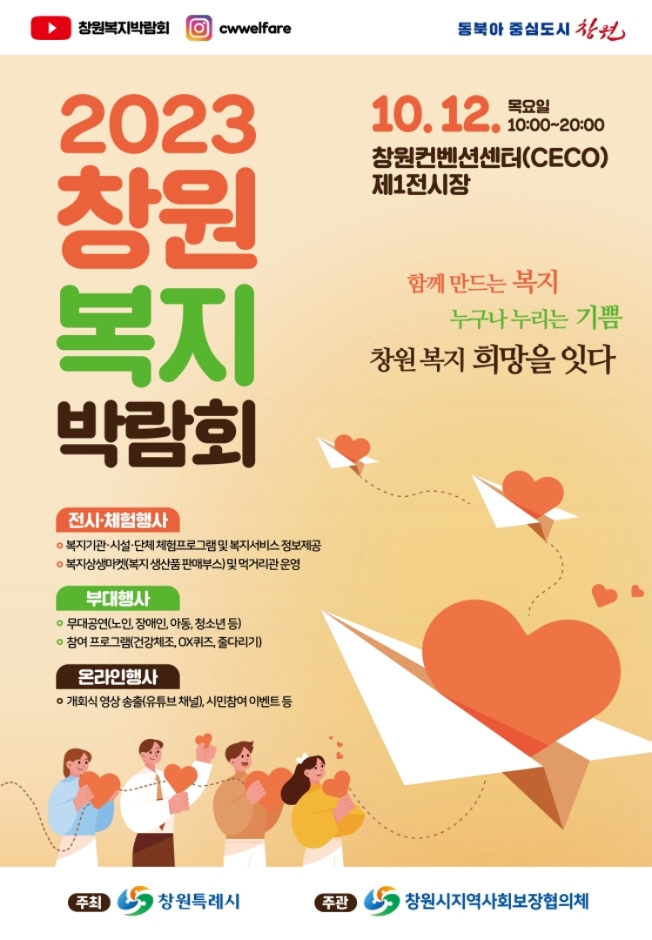 창원복지박람회
cwwelfare
동북아 중심도시 창원
2023
창원
복지
박람회
10. 12. 목요일
10:00~20:00
창원컨벤션센터(CECO)
제1전시장
함께 만드는 복지
누구나 누리는 기쁨
창원 복지 희망을 잇다
전시·체험행사
복지기관·시설·단체 체험프로그램 및 복지서비스 정보제공
복지상생마켓(복지 생산품 판매부스) 및 먹거리관 운영
부대행사
무대공연(노인, 장애인, 아동, 청소년 등)
참여 프로그램(건강체조, OX퀴즈, 줄다리기)
온라인행사
개회식 영상 송출(유튜브 채널), 시민참여 이벤트 등
주최 창원특례시
주관 창원시지역사회보장협의체